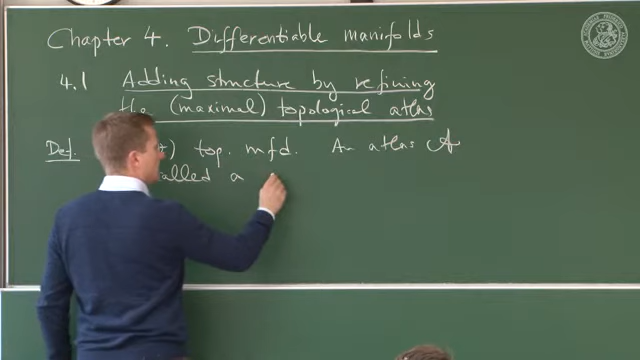 Chapter 4. Differentiable manifolds
4.1 Adding structure by refining
the (maximal) topological atlas
Def. top. mfd. An atlas A
called a